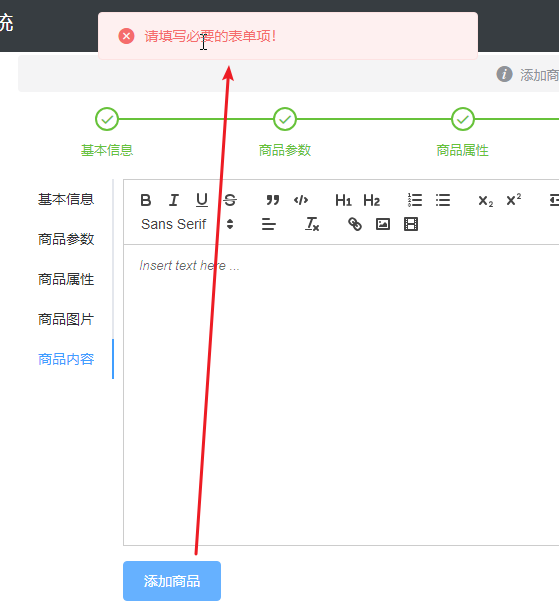 统
请填写必要的表单项!
添加商
基本信息
商品参数
商品属性
基本信息
商品参数
商品属性
商品图片
商品内容
B I U S H1 H2 X2 X²
Sans Serif
Insert text here ...
添加商品